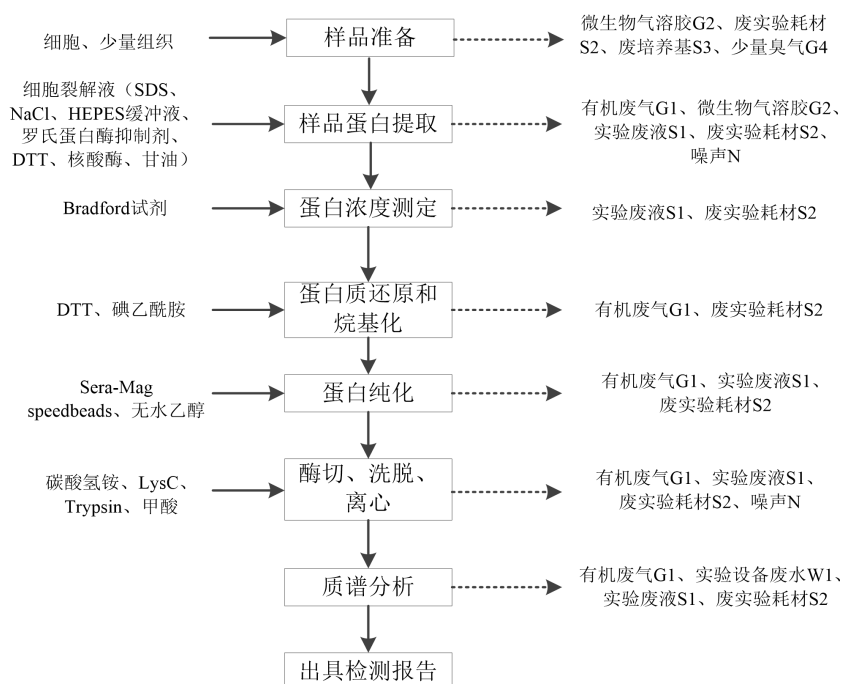 细胞、少量组织
样品准备
微生物气溶胶G2、废实验耗材
S2、废培养基S3、少量臭气G4
细胞裂解液（SDS、
NaCl、HEPES缓冲液、
罗氏蛋白酶抑制剂、
DTT、核酸酶、甘油）
样品蛋白提取
有机废气G1、微生物气溶胶G2、
实验废液S1、废实验耗材S2、
噪声N
Bradford试剂
蛋白浓度测定
实验废液S1、废实验耗材S2
DTT、碘乙酰胺
蛋白质还原和
烷基化
有机废气G1、废实验耗材S2
Sera-Mag
speedbeads、无水乙醇
蛋白纯化
有机废气G1、实验废液S1、
废实验耗材S2
碳酸氢铵、LysC、
Trypsin、甲酸
酶切、洗脱、
离心
有机废气G1、实验废液S1、
废实验耗材S2、噪声N
质谱分析
有机废气G1、实验设备废水W1、
实验废液S1、废实验耗材S2
出具检测报告